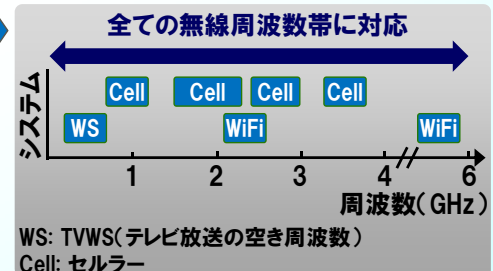 全ての無線周波数帯に対応
システム
Cell Cell Cell Cell
WS WiFi WiFi
1 2 3 4 6
周波数(GHz)
WS: TVWS(テレビ放送の空き周波数)
Cell: セルラー